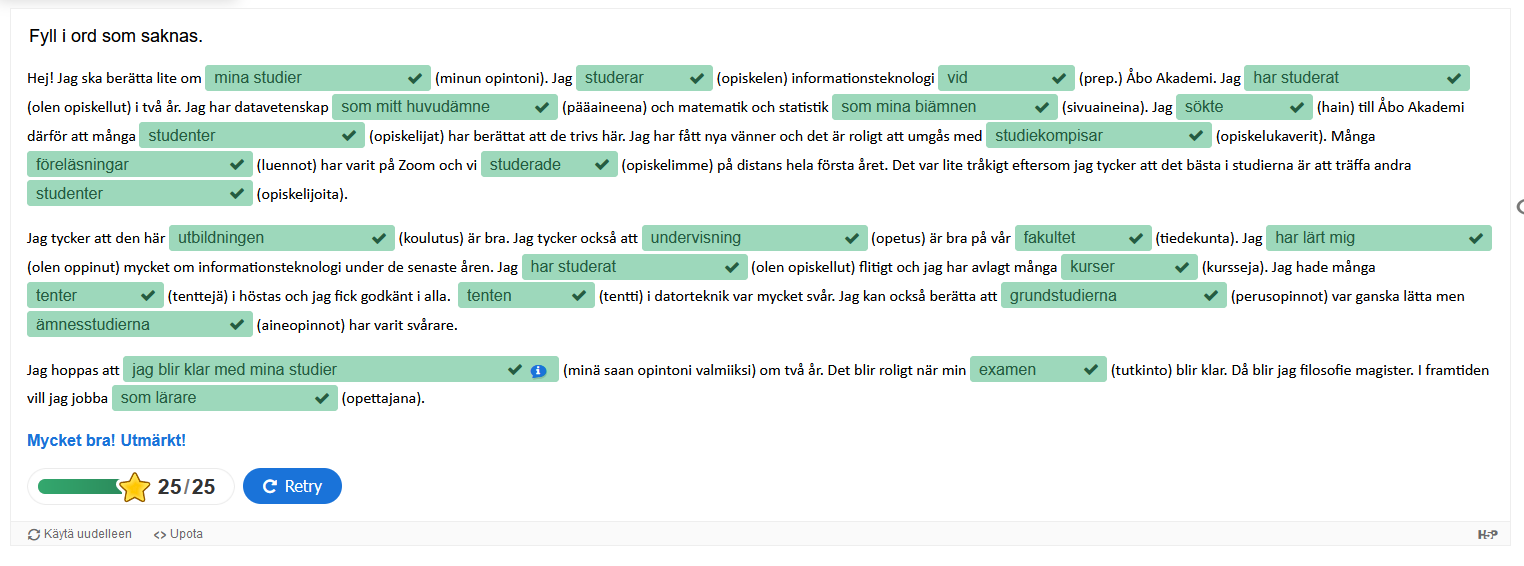 Fyll i ord som saknas.
Hej! Jag ska berätta lite om mina studier (minun opintoni). Jag studerar (opiskelen) informationsteknologi vid (prep.) Åbo Akademi. Jag har studerat
(olen opiskellut) i två år. Jag har datavetenskap som mitt huvudämne (pääaineena) och matematik och statistik som mina biämnen (sivuaineina). Jag sökte (hain) till Åbo Akademi
därför att många studenter (opiskelijat) har berättat att de trivs här. Jag har fått nya vänner och det är roligt att umgås med studiekompisar (opiskelukaverit). Många
föreläsningar (luennot) har varit på Zoom och vi studerade (opiskelimme) på distans hela första året. Det var lite tråkigt eftersom jag tycker att det bästa i studierna är att träffa andra
studenter (opiskelijoita).
Jag tycker att den här utbildningen (koulutus) är bra. Jag tycker också att undervisning (opetus) är bra på vår fakultet (tiedekunta). Jag har lärt mig
(olen oppinut) mycket om informationsteknologi under de senaste åren. Jag har studerat (olen opiskellut) flitigt och jag har avlagt många kurser (kursseja). Jag hade många
tenter (tenttejä) i höstas och jag fick godkänt i alla. tenten (tentti) i datorteknik var mycket svår. Jag kan också berätta att grundstudierna (perusopinnot) var ganska lätta men
ämnesstudierna (aineopinnot) har varit svårare.
Jag hoppas att jag blir klar med mina studier (minä saan opintoni valmiiksi) om två år. Det blir roligt när min examen (tutkinto) blir klar. Då blir jag filosofie magister. I framtiden
vill jag jobba som lärare (opettajana).
Mycket bra! Utmärkt!
25/25 Retry
Käytä uudelleen <> Upota H5P